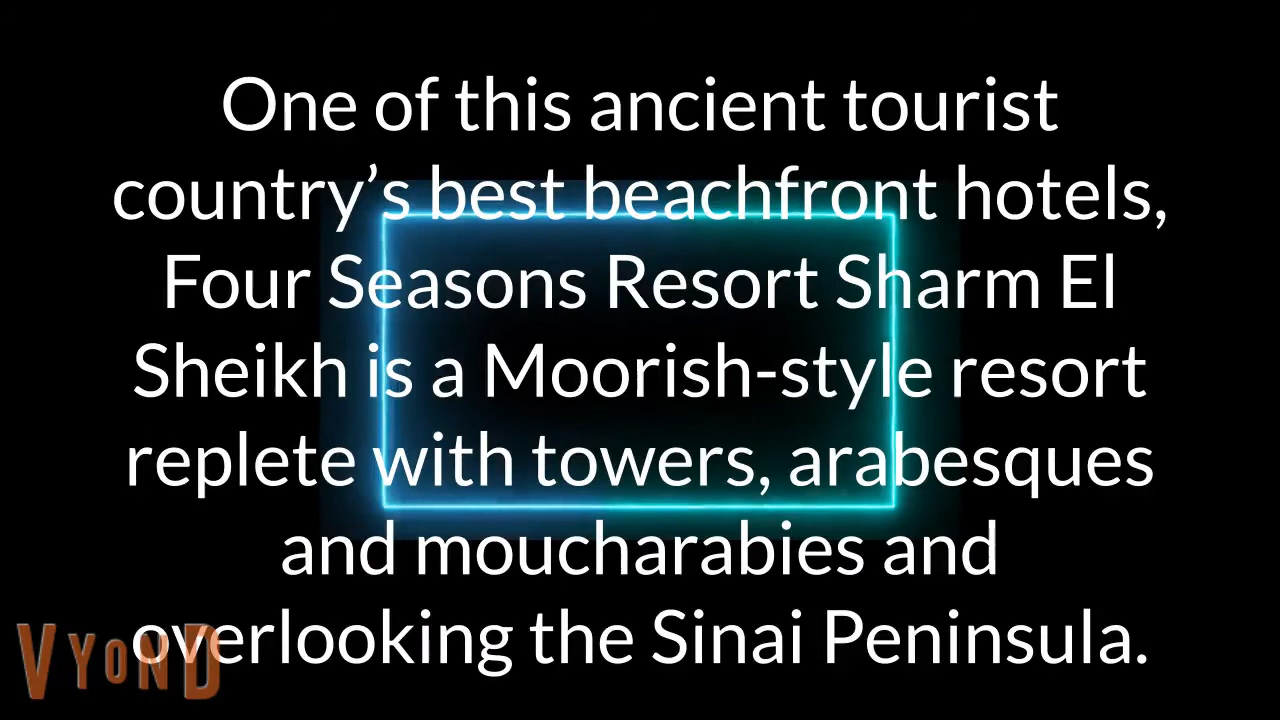 One of this ancient tourist
country’s best beachfront hotels,
Four Seasons Resort Sharm El
Sheikh is a Moorish-style resort
replete with towers, arabesques
and moucharabies and
overlooking the Sinai Peninsula.
VYOND